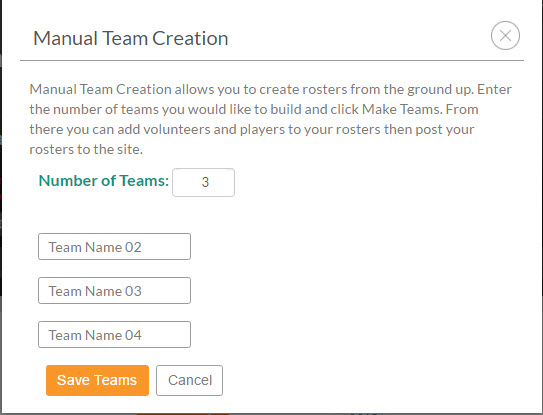 Manual Team Creation
Manual Team Creation allows you to create rosters from the ground up. Enter
the number of teams you would like to build and click Make Teams. From
there you can add volunteers and players to your rosters then post your
rosters to the site.
Number of Teams: 3
Team Name 02
Team Name 03
Team Name 04
Save Teams Cancel